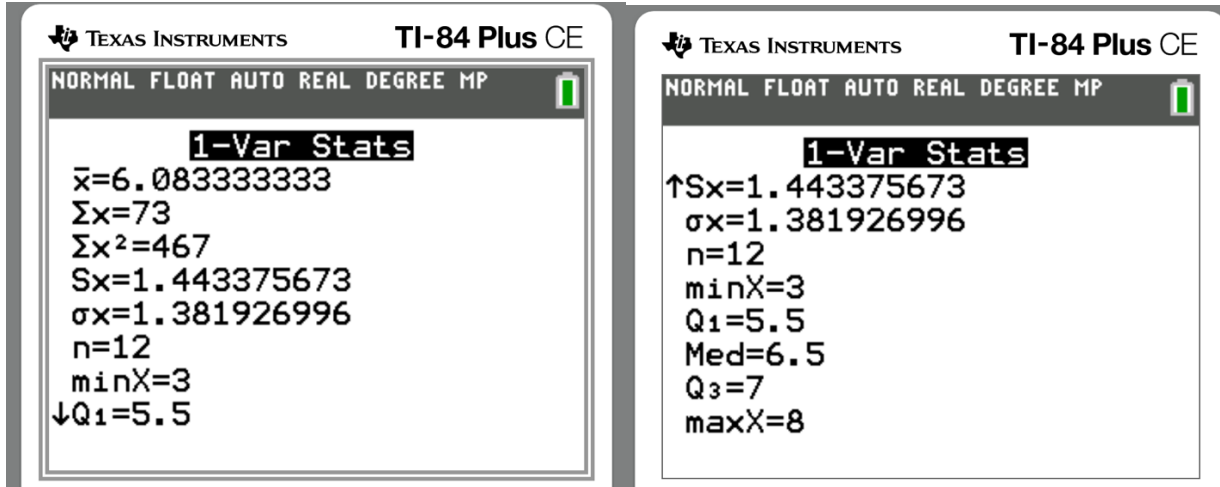 TEXAS INSTRUMENTS TI-84 Plus CE
NORMAL FLOAT AUTO REAL DEGREE MP
1-Var Stats
x̄=6.083333333
Σx=73
Σx²=467
Sx=1.443375673
σx=1.381926996
n=12
minX=3
↓Q₁=5.5
TEXAS INSTRUMENTS TI-84 Plus CE
NORMAL FLOAT AUTO REAL DEGREE MP
1-Var Stats
↑Sx=1.443375673
σx=1.381926996
n=12
minX=3
Q₁=5.5
Med=6.5
Q₃=7
maxX=8